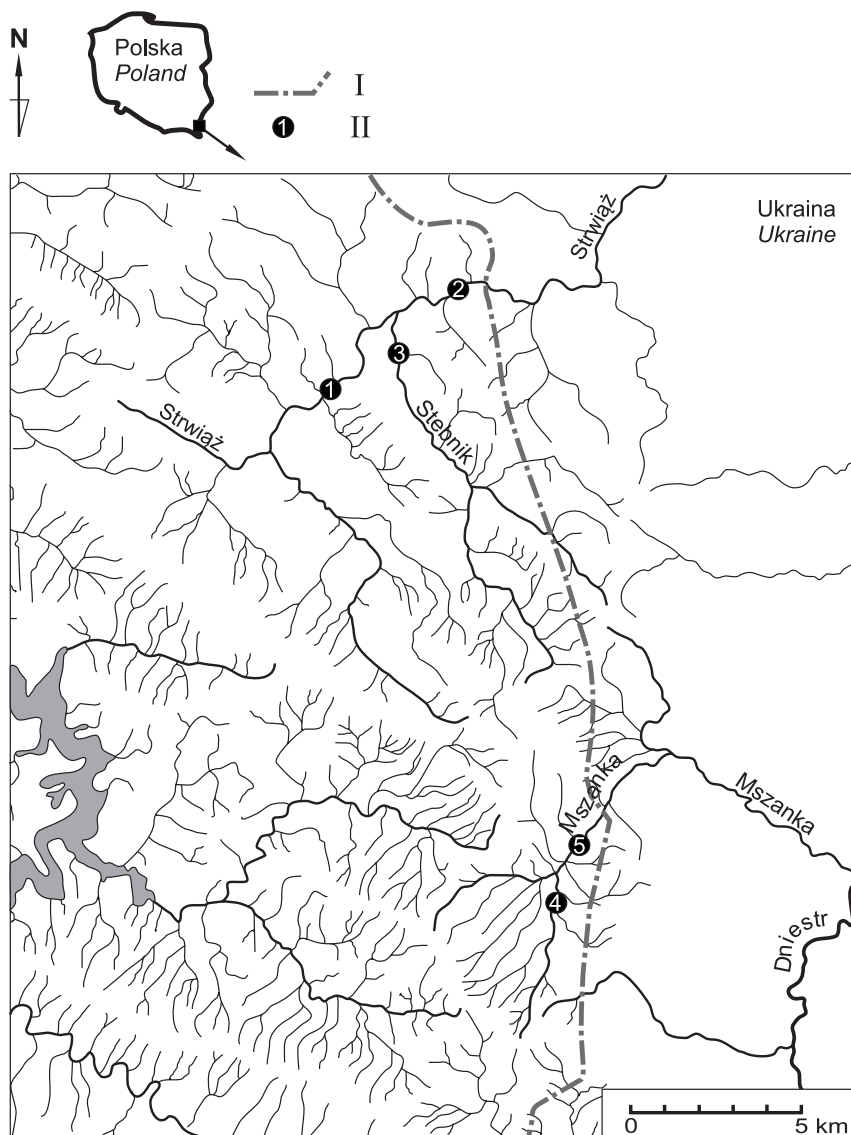 N
Polska
Poland
I
1
II
Ukraina
Ukraine
Strwiąż
2
3
1
Strwiąż
Stebnik
Mszanka
Mszanka
5
4
Dniestr
0
5 km